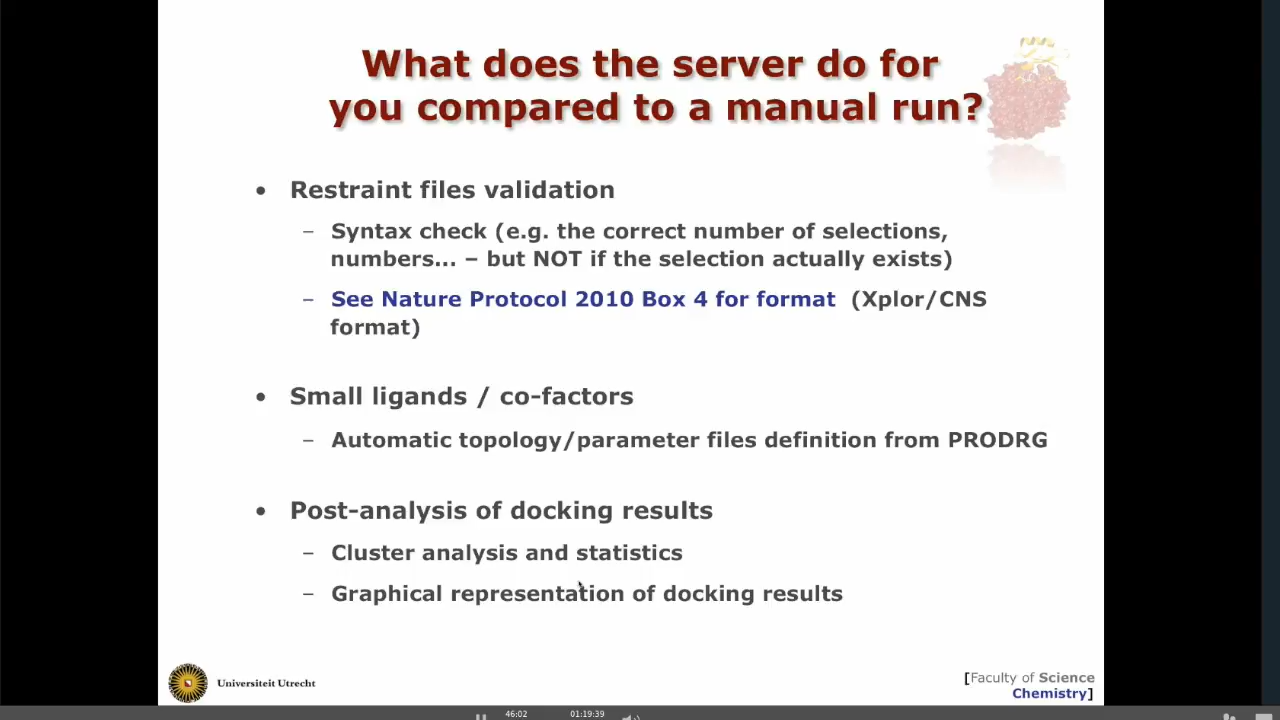 What does the server do for
you compared to a manual run?
• Restraint files validation
– Syntax check (e.g. the correct number of selections,
numbers... – but NOT if the selection actually exists)
– See Nature Protocol 2010 Box 4 for format (Xplor/CNS
format)
• Small ligands / co-factors
– Automatic topology/parameter files definition from PRODRG
• Post-analysis of docking results
– Cluster analysis and statistics
– Graphical representation of docking results
Universiteit Utrecht
[Faculty of Science
Chemistry]
46:02 01:19:39